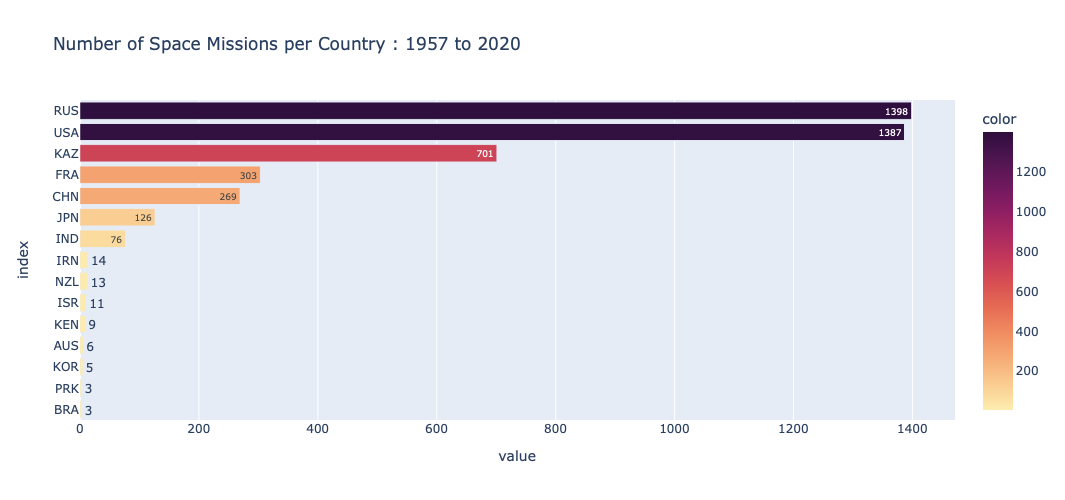 Number of Space Missions per Country : 1957 to 2020
index
RUS 1398
USA 1387
KAZ 701
FRA 303
CHN 269
JPN 126
IND 76
IRN 14
NZL 13
ISR 11
KEN 9
AUS 6
KOR 5
PRK 3
BRA 3
0 200 400 600 800 1000 1200 1400
value
color
1200
1000
800
600
400
200